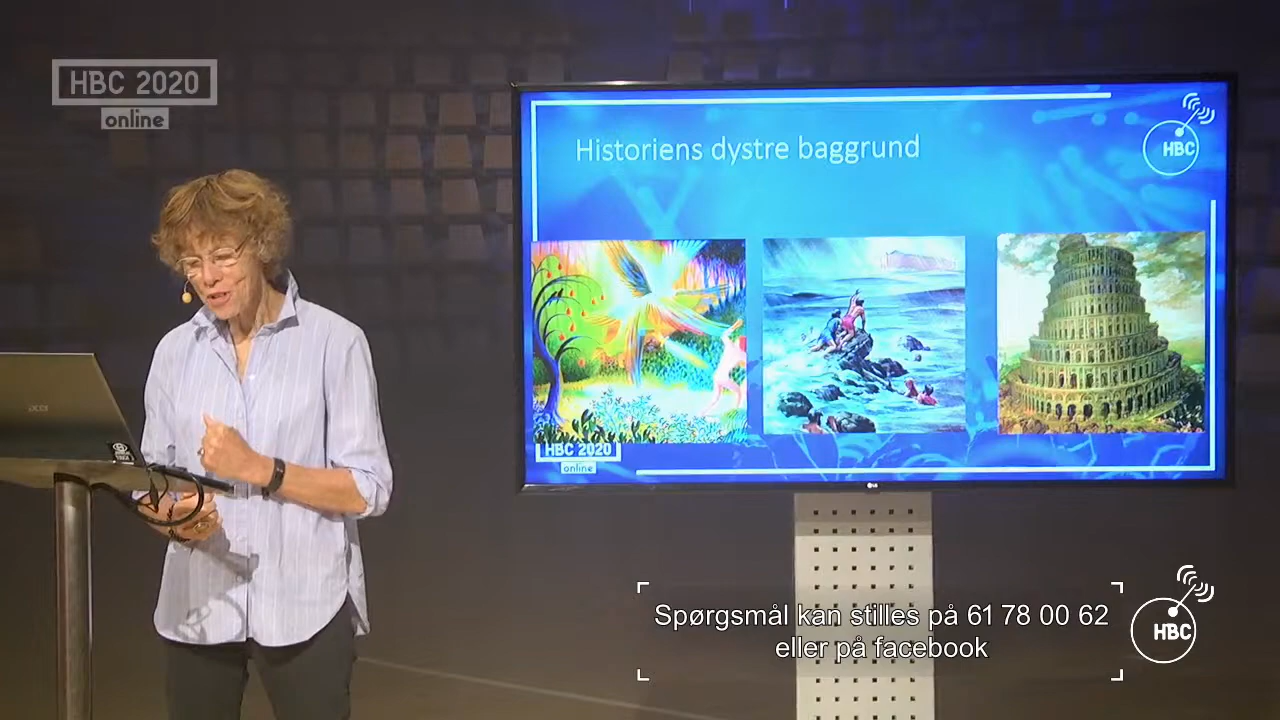 HBC 2020
online
Historiens dystre baggrund
HBC
HBC 2020
online
LG
Spørgsmål kan stilles på 61 78 00 62
eller på facebook
HBC